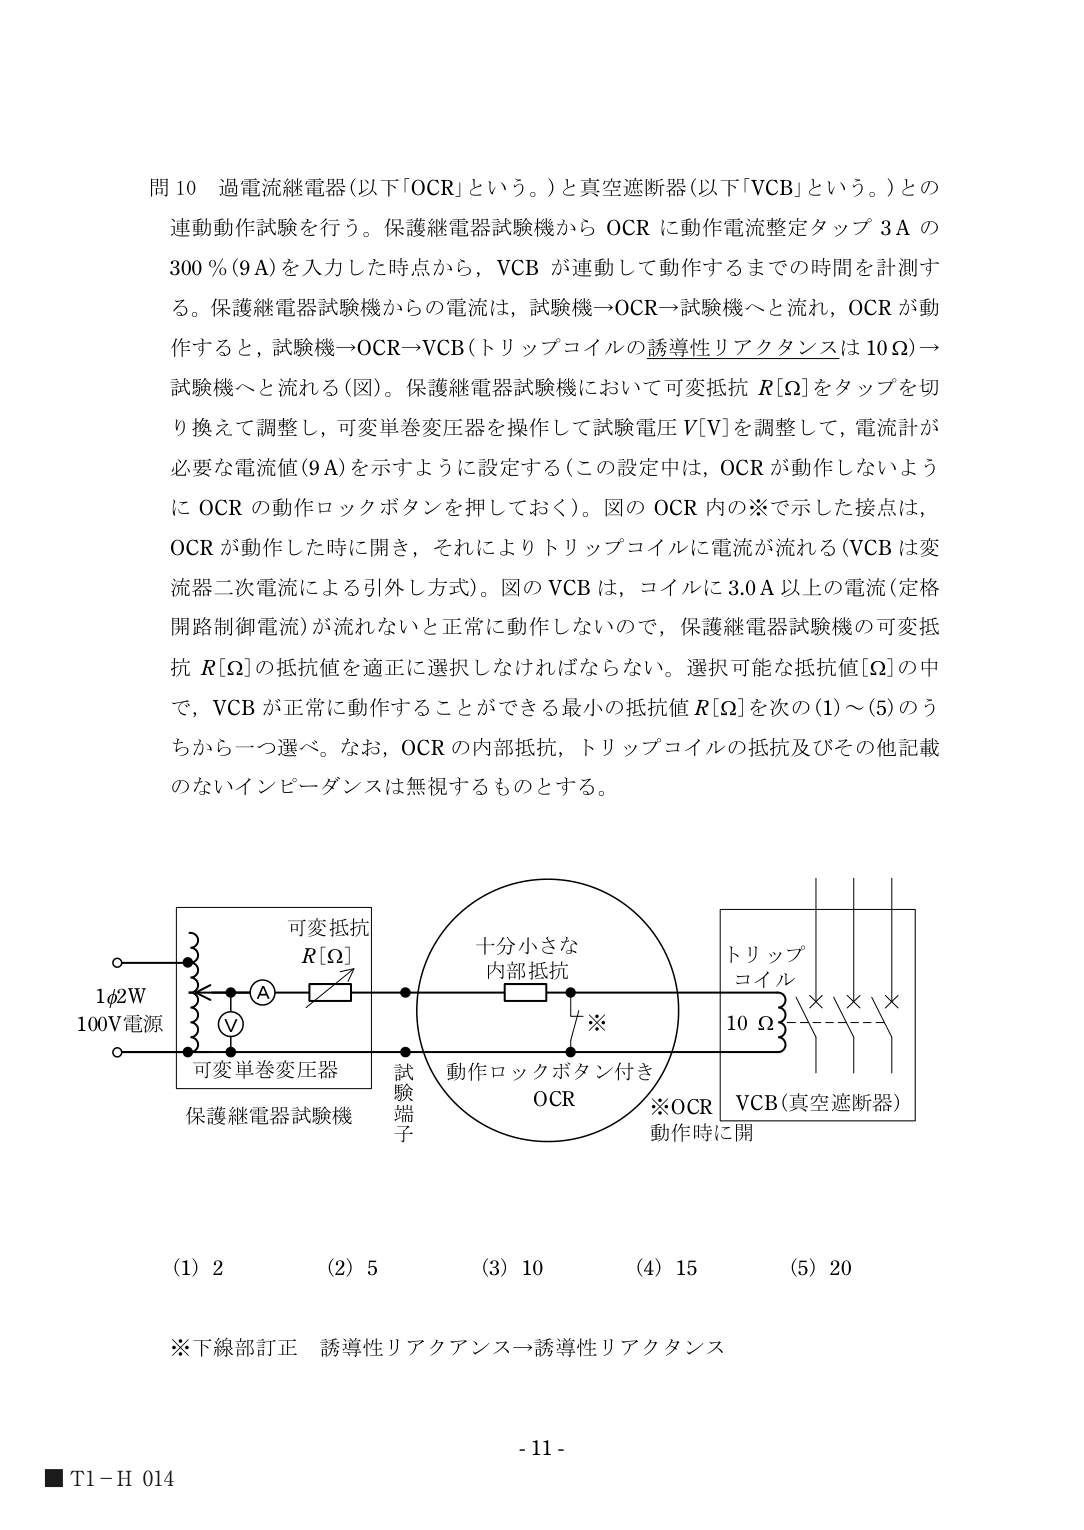 問 10　過電流継電器(以下「OCR」という。)と真空遮断器(以下「VCB」という。)との
連動動作試験を行う。保護継電器試験機から OCR に動作電流整定タップ 3 A の
300 %(9 A)を入力した時点から，VCB が連動して動作するまでの時間を計測す
る。保護継電器試験機からの電流は，試験機→OCR→試験機へと流れ，OCR が動
作すると，試験機→OCR→VCB(トリップコイルの誘導性リアクタンスは 10 Ω)→
試験機へと流れる(図)。保護継電器試験機において可変抵抗 R[Ω]をタップを切
り換えて調整し，可変単巻変圧器を操作して試験電圧 V[V]を調整して，電流計が
必要な電流値(9 A)を示すように設定する(この設定中は，OCR が動作しないよう
に OCR の動作ロックボタンを押しておく)。図の OCR 内の※で示した接点は，
OCR が動作した時に開き，それによりトリップコイルに電流が流れる(VCB は変
流器二次電流による引外し方式)。図の VCB は，コイルに 3.0 A 以上の電流(定格
開路制御電流)が流れないと正常に動作しないので，保護継電器試験機の可変抵
抗 R[Ω]の抵抗値を適正に選択しなければならない。選択可能な抵抗値[Ω]の中
で，VCB が正常に動作することができる最小の抵抗値 R[Ω]を次の(1)～(5)のう
ちから一つ選べ。なお，OCR の内部抵抗，トリップコイルの抵抗及びその他記載
のないインピーダンスは無視するものとする。
可変抵抗
R[Ω]
1φ2W
100V電源
A
V
可変単巻変圧器
保護継電器試験機
試験端子
十分小さな
内部抵抗
※
動作ロックボタン付き
OCR
※OCR
動作時に開
トリップ
コイル
10 Ω
VCB(真空遮断器)
(1) 2　(2) 5　(3) 10　(4) 15　(5) 20
※下線部訂正　誘導性リアクアンス→誘導性リアクタンス
- 11 -
■ T1－H 014